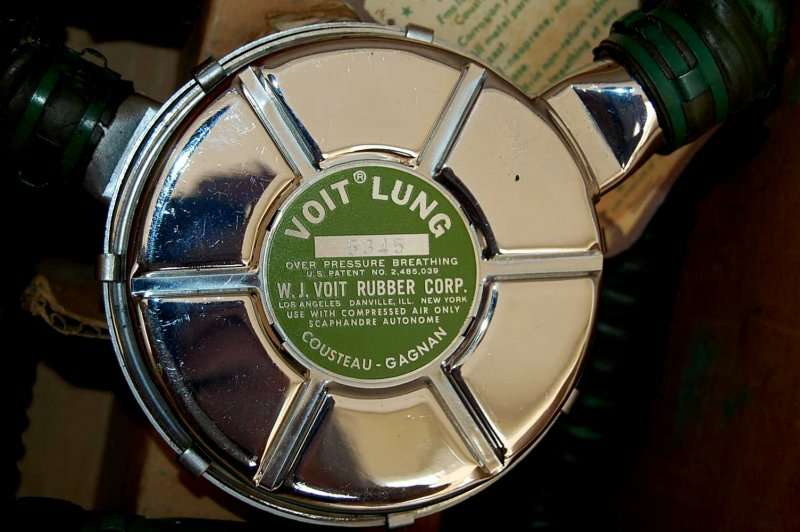 VOIT® LUNG
5345
OVER PRESSURE BREATHING
U.S. PATENT NO. 2,485,039
W. J. VOIT RUBBER CORP.
LOS ANGELES DANVILLE, ILL. NEW YORK
USE WITH COMPRESSED AIR ONLY
SCAPHANDRE AUTONOME
COUSTEAU - GAGNAN